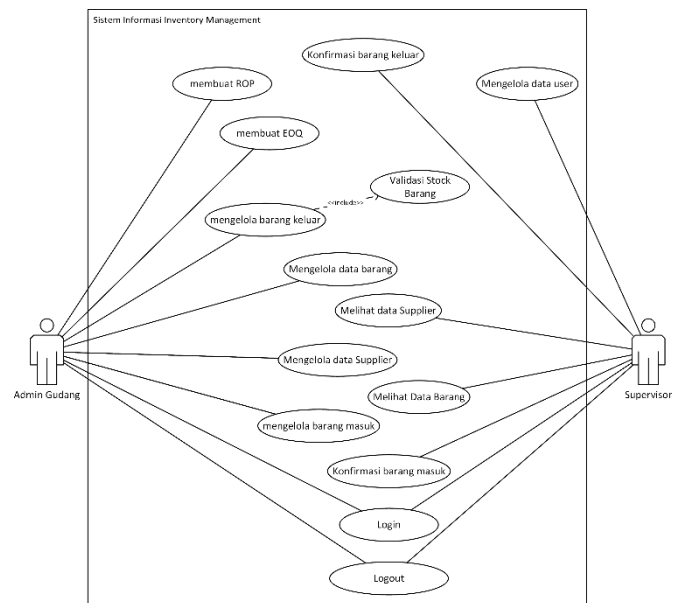 Sistem Informasi Inventory Management
Konfirmasi barang keluar
membuat ROP
Mengelola data user
membuat EOQ
Validasi Stock
Barang
<<include>>
mengelola barang keluar
Mengelola data barang
Melihat data Supplier
Mengelola data Supplier
Admin Gudang
Supervisor
Melihat Data Barang
mengelola barang masuk
Konfirmasi barang masuk
Login
Logout